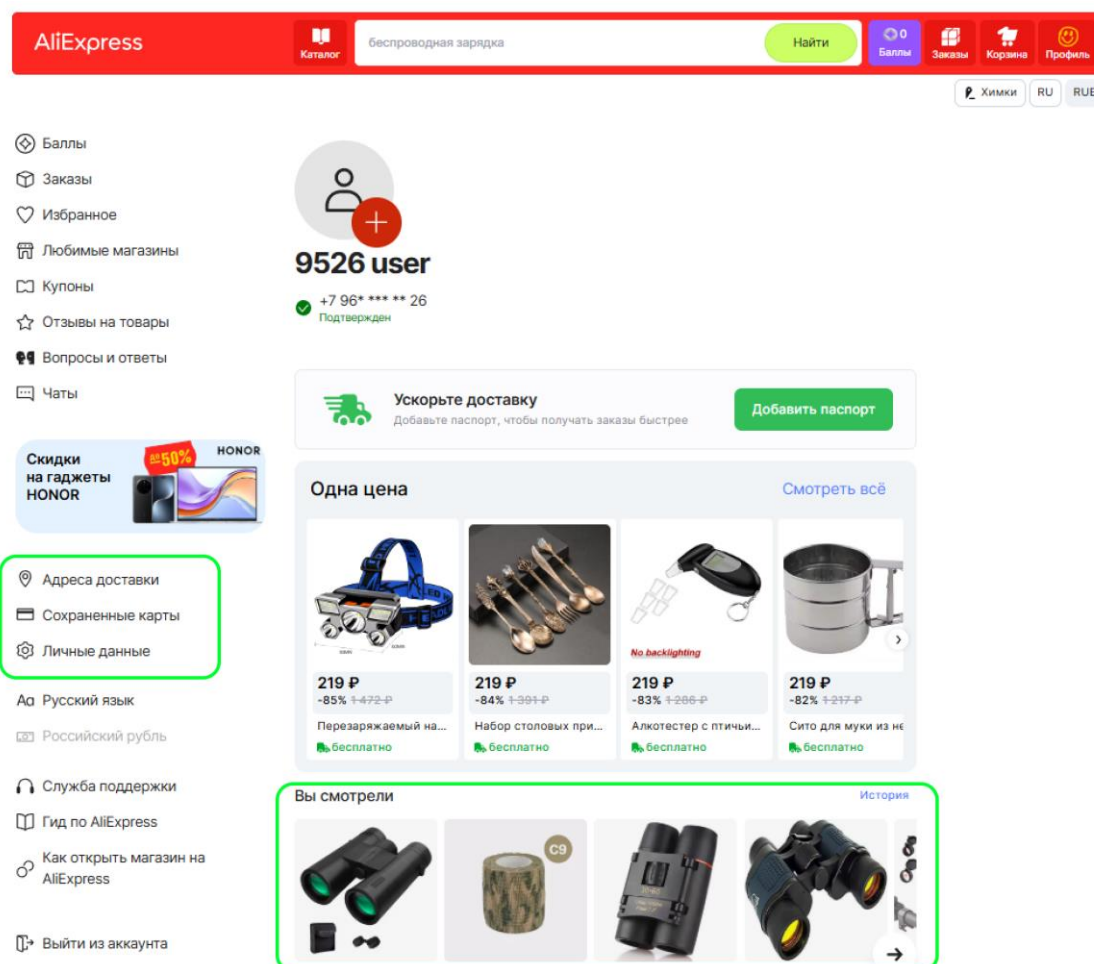 AliExpress
Каталог
беспроводная зарядка
Найти
0
Баллы
Заказы
Корзина
Профиль
Химки
RU
RUB
Баллы
Заказы
Избранное
Любимые магазины
Купоны
Отзывы на товары
Вопросы и ответы
Чаты
Скидки
на гаджеты
HONOR
до
-50%
HONOR
Адреса доставки
Сохраненные карты
Личные данные
Aα Русский язык
Российский рубль
Служба поддержки
Гид по AliExpress
Как открыть магазин на
AliExpress
Выйти из аккаунта
9526 user
+7 96* *** ** 26
Подтвержден
Ускорьте доставку
Добавьте паспорт, чтобы получать заказы быстрее
Добавить паспорт
Одна цена
Смотреть всё
No backlighting
219 ₽
-85% 1 472 ₽
Перезаряжаемый на...
бесплатно
219 ₽
-84% 1 391 ₽
Набор столовых при...
бесплатно
219 ₽
-83% 1 286 ₽
Алкотестер с птичьи...
бесплатно
219 ₽
-82% 1 217 ₽
Сито для муки из не
бесплатно
Вы смотрели
История
C9